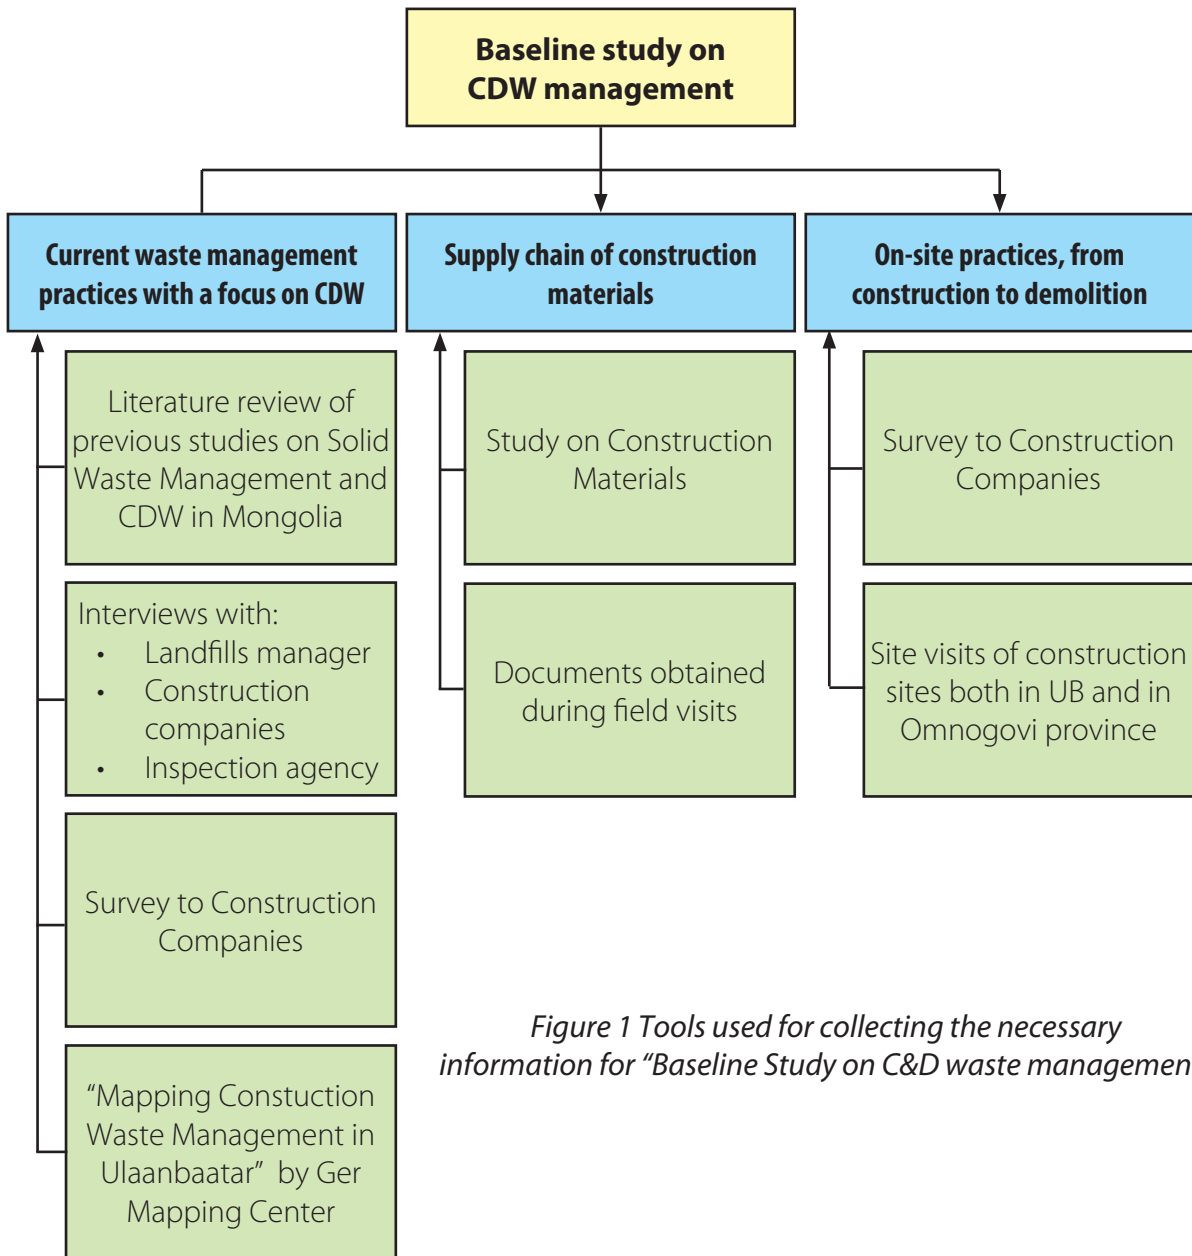 Baseline study on
CDW management
Current waste management
practices with a focus on CDW
Supply chain of construction
materials
On-site practices, from
construction to demolition
Literature review of
previous studies on Solid
Waste Management and
CDW in Mongolia
Interviews with:
• Landfills manager
• Construction
companies
• Inspection agency
Survey to Construction
Companies
“Mapping Constuction
Waste Management in
Ulaanbaatar” by Ger
Mapping Center
Study on Construction
Materials
Documents obtained
during field visits
Survey to Construction
Companies
Site visits of construction
sites both in UB and in
Omnogovi province
Figure 1 Tools used for collecting the necessary
information for “Baseline Study on C&D waste managemen